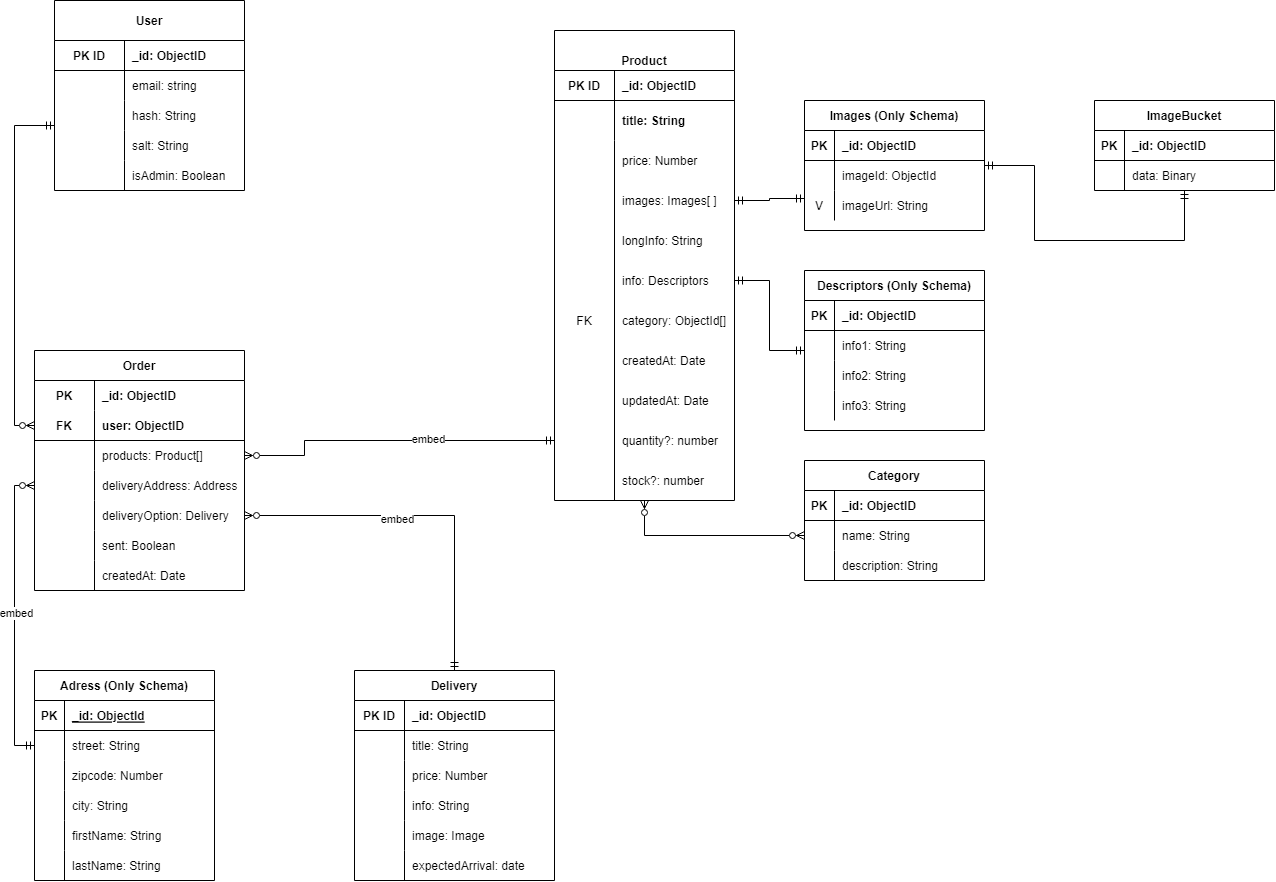 User
PK ID _id: ObjectID
email: string
hash: String
salt: String
isAdmin: Boolean
Product
PK ID _id: ObjectID
title: String
price: Number
images: Images[ ]
longInfo: String
info: Descriptors
FK category: ObjectId[]
createdAt: Date
updatedAt: Date
quantity?: number
stock?: number
Images (Only Schema)
PK _id: ObjectID
imageId: ObjectId
V imageUrl: String
ImageBucket
PK _id: ObjectID
data: Binary
Descriptors (Only Schema)
PK _id: ObjectID
info1: String
info2: String
info3: String
Category
PK _id: ObjectID
name: String
description: String
Order
PK _id: ObjectID
FK user: ObjectID
products: Product[]
deliveryAddress: Address
deliveryOption: Delivery
sent: Boolean
createdAt: Date
embed
embed
embed
Adress (Only Schema)
PK _id: ObjectId
street: String
zipcode: Number
city: String
firstName: String
lastName: String
Delivery
PK ID _id: ObjectID
title: String
price: Number
info: String
image: Image
expectedArrival: date